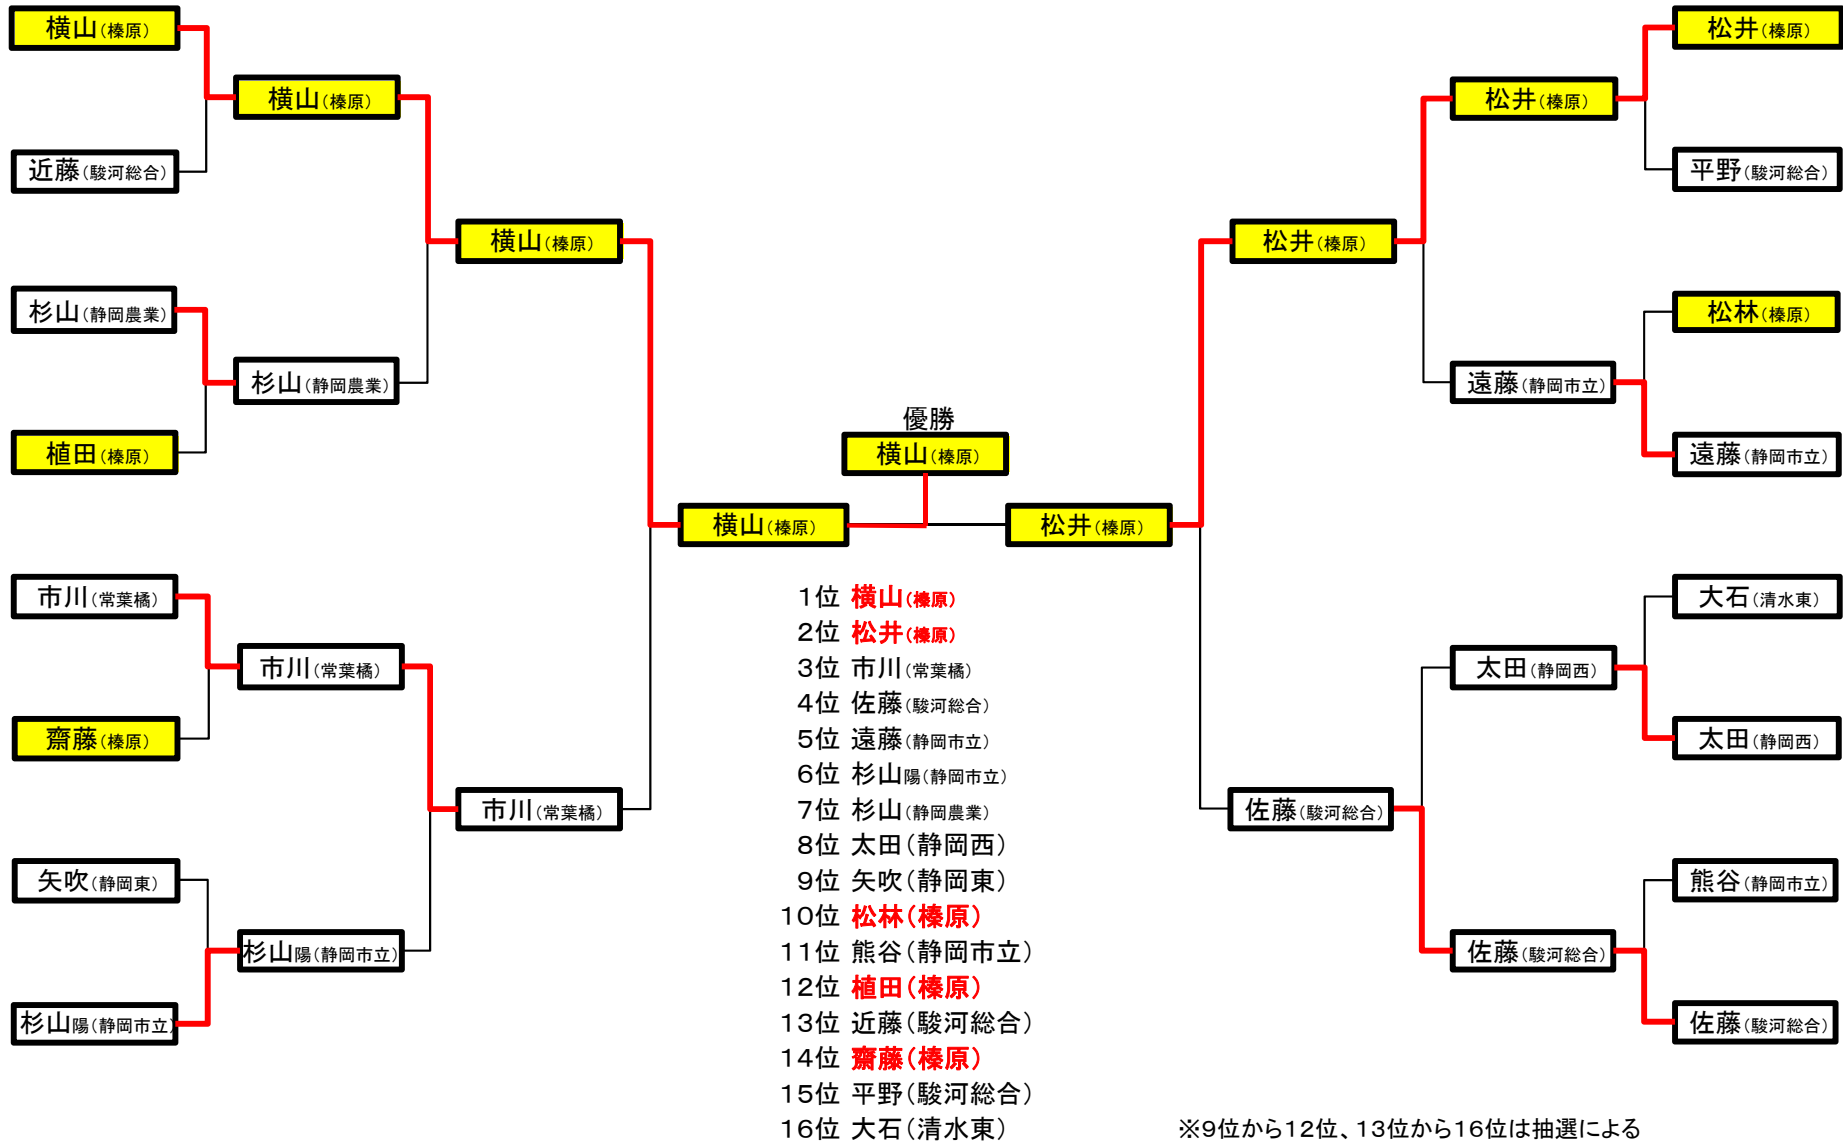 横山(榛原)
近藤(駿河総合)
杉山(静岡農業)
植田(榛原)
市川(常葉橘)
齋藤(榛原)
矢吹(静岡東)
杉山陽(静岡市立)
横山(榛原)
杉山(静岡農業)
市川(常葉橘)
杉山陽(静岡市立)
横山(榛原)
市川(常葉橘)
横山(榛原)
優勝
横山(榛原)
松井(榛原)
松井(榛原)
佐藤(駿河総合)
松井(榛原)
遠藤(静岡市立)
太田(静岡西)
佐藤(駿河総合)
松井(榛原)
平野(駿河総合)
松林(榛原)
遠藤(静岡市立)
大石(清水東)
太田(静岡西)
熊谷(静岡市立)
佐藤(駿河総合)
1位 横山(榛原)
2位 松井(榛原)
3位 市川(常葉橘)
4位 佐藤(駿河総合)
5位 遠藤(静岡市立)
6位 杉山陽(静岡市立)
7位 杉山(静岡農業)
8位 太田(静岡西)
9位 矢吹(静岡東)
10位 松林(榛原)
11位 熊谷(静岡市立)
12位 植田(榛原)
13位 近藤(駿河総合)
14位 齋藤(榛原)
15位 平野(駿河総合)
16位 大石(清水東)
※9位から12位、13位から16位は抽選による